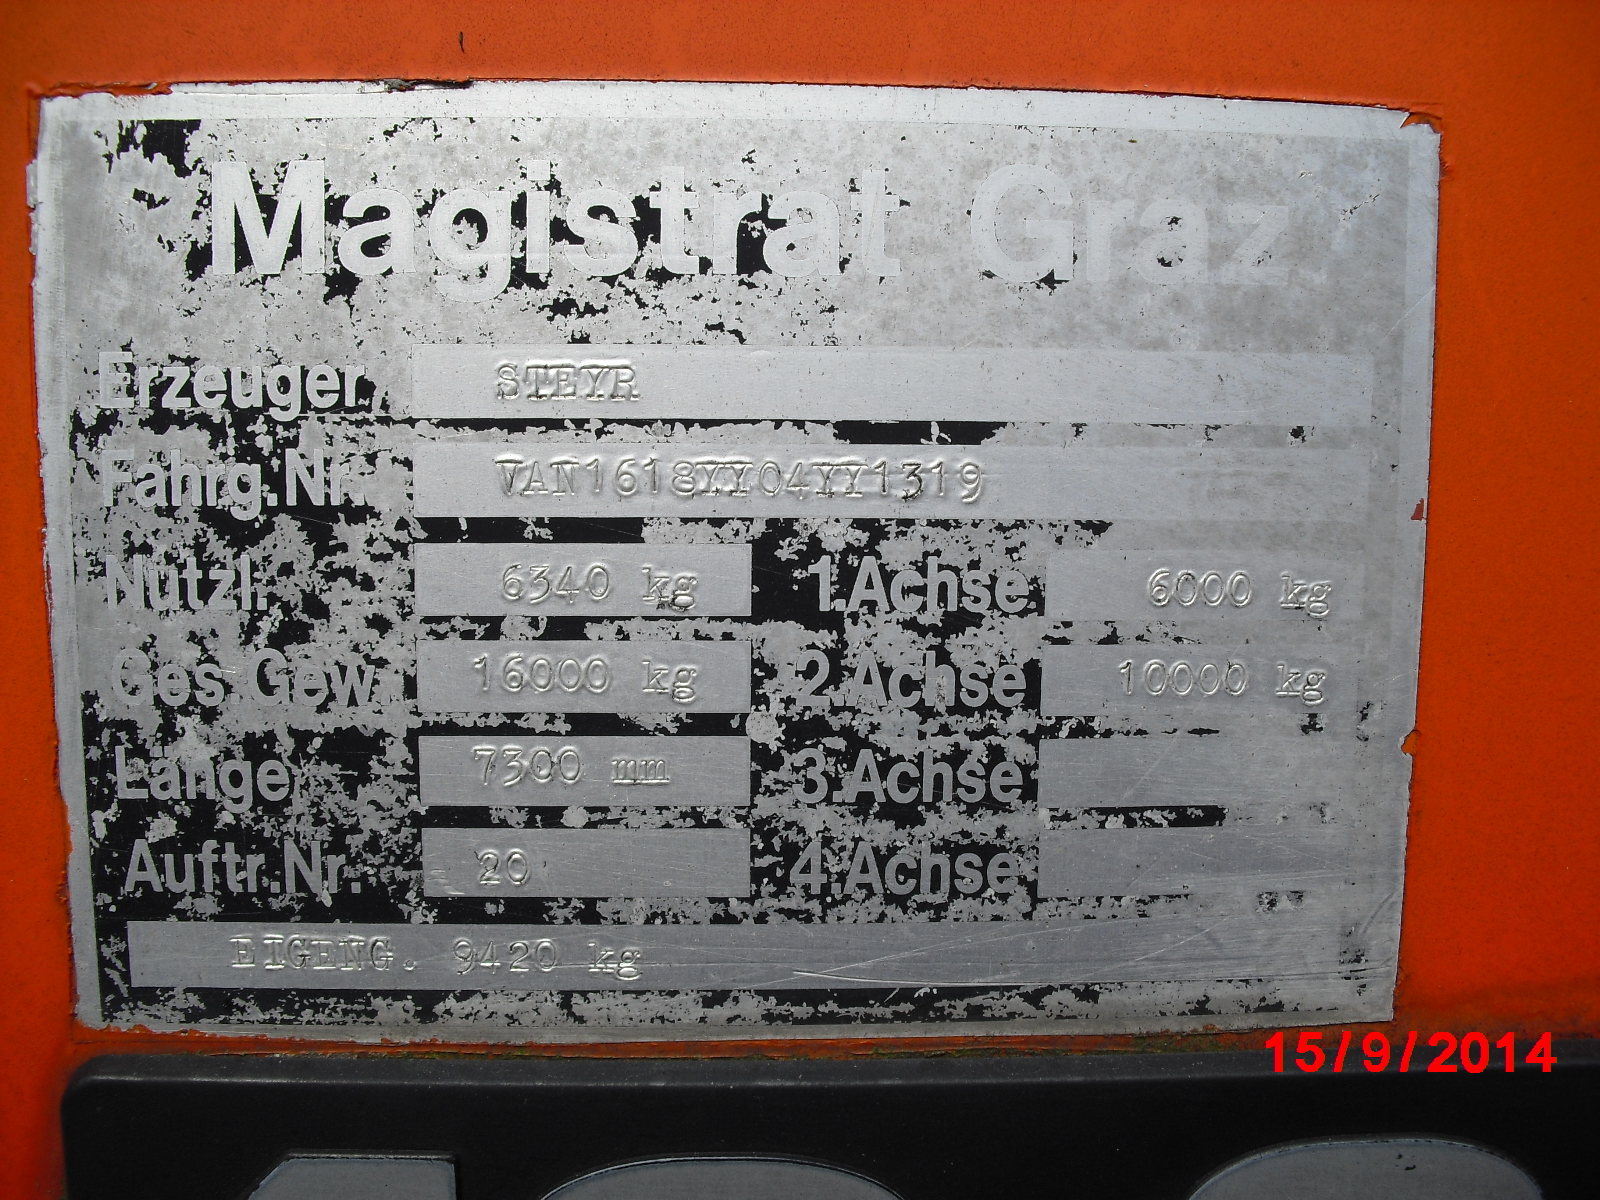 Magistrat Graz
Erzeuger STEYR
Fahrg.Nr. VAN1618YY04YY1319
Nutzl. 6340 kg 1.Achse 6000 kg
Ges.Gew. 16000 kg 2.Achse 10000 kg
Länge 7300 mm 3.Achse
Auftr.Nr. 20 4.Achse
EIGENG. 9420 kg
15/9/2014